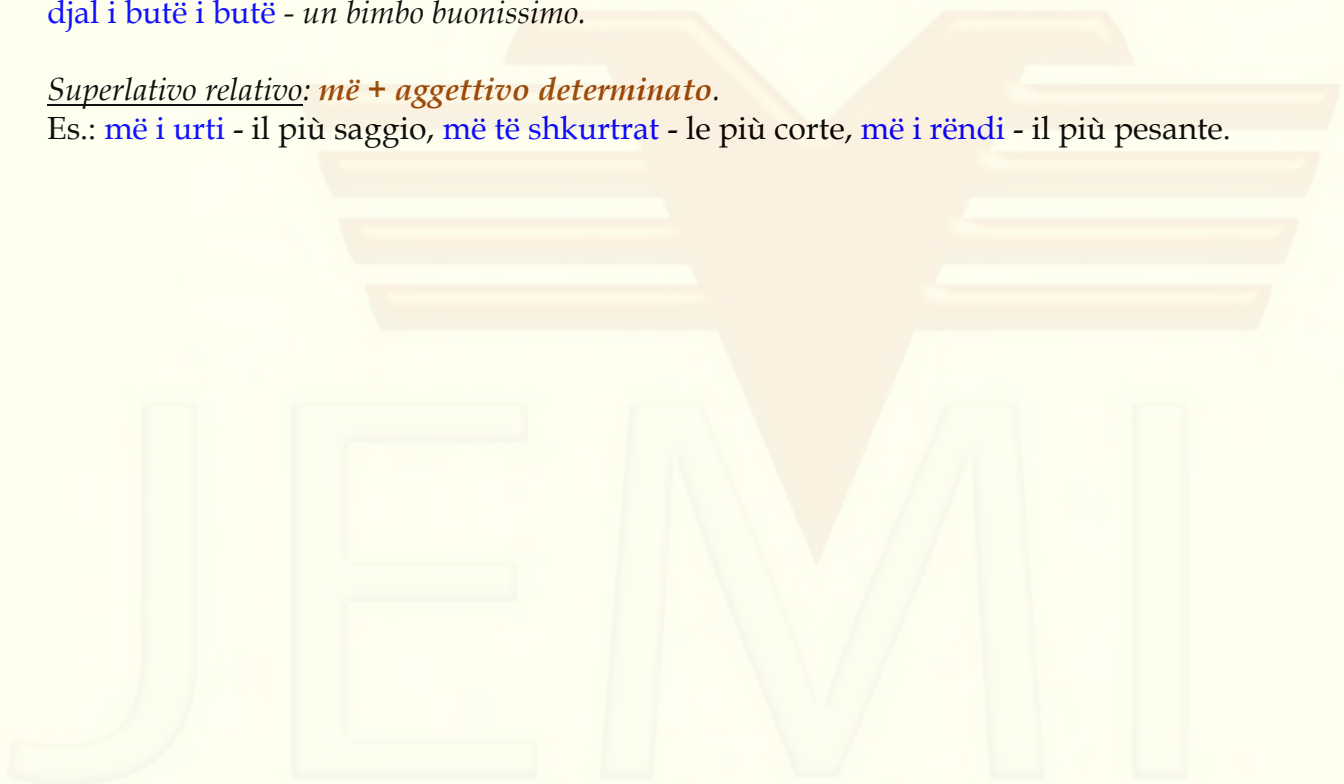 djal i butë i butë - un bimbo buonissimo.
Superlativo relativo: më + aggettivo determinato.
Es.: më i urti - il più saggio, më të shkurtrat - le più corte, më i rëndi - il più pesante.
JEMI